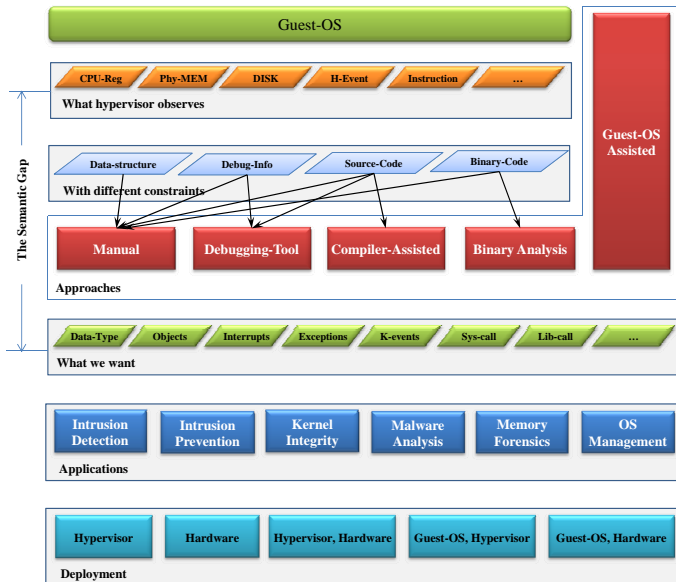 Guest-OS
CPU-Reg
Phy-MEM
DISK
H-Event
Instruction
...
What hypervisor observes
Guest-OS
Assisted
The Semantic Gap
Data-structure
Debug-Info
Source-Code
Binary-Code
With different constraints
Manual
Debugging-Tool
Compiler-Assisted
Binary Analysis
Approaches
Data-Type
Objects
Interrupts
Exceptions
K-events
Sys-call
Lib-call
...
What we want
Intrusion
Detection
Intrusion
Prevention
Kernel
Integrity
Malware
Analysis
Memory
Forensics
OS
Management
Applications
Hypervisor
Hardware
Hypervisor, Hardware
Guest-OS, Hypervisor
Guest-OS, Hardware
Deployment